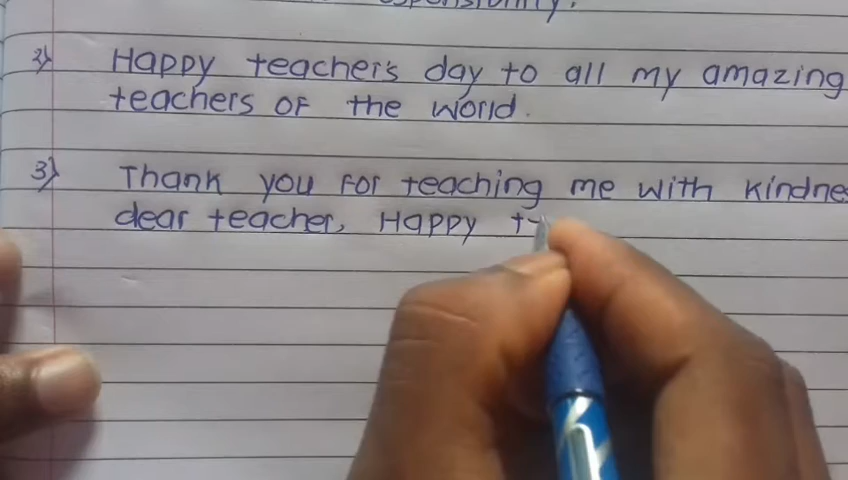 2) Happy teacher's day to all my amazing
teachers of the world.
3) Thank you for teaching me with
dear teacher, Happy